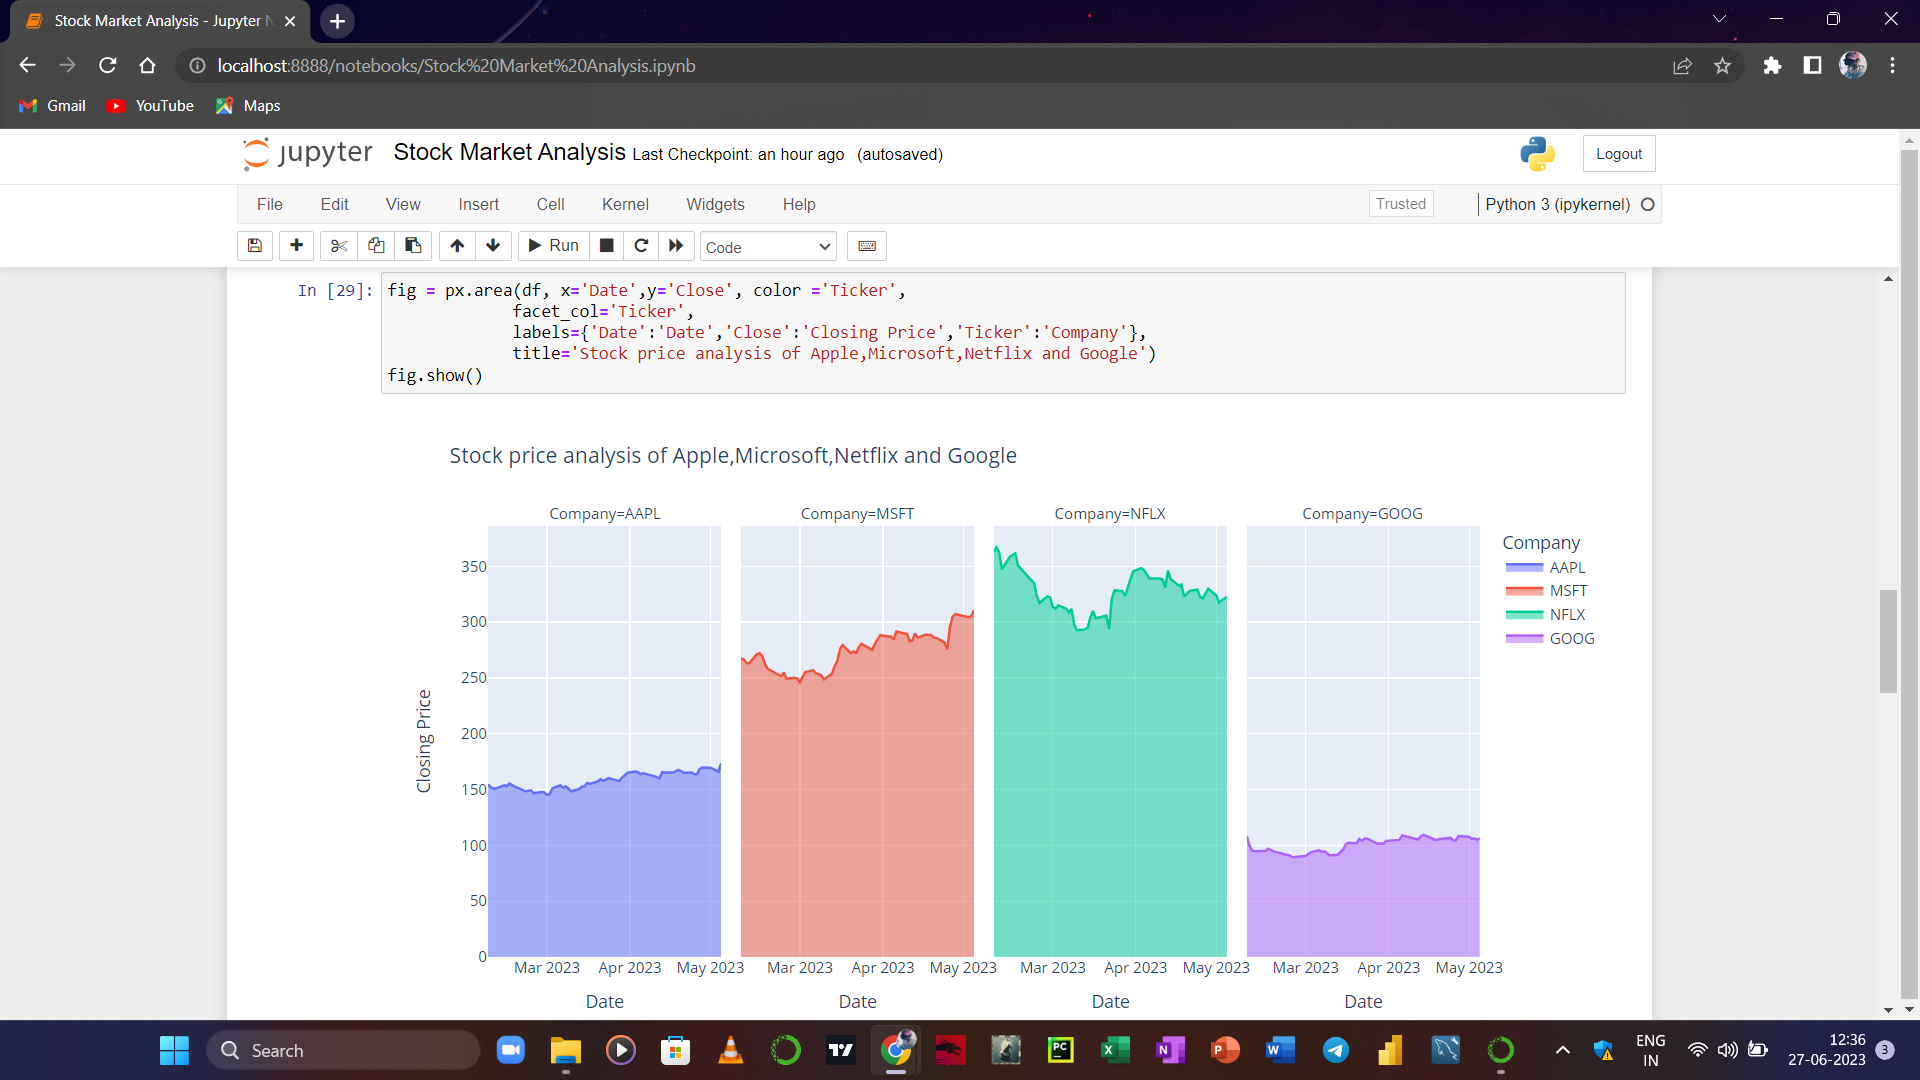 Stock Market Analysis - Jupyter N
localhost:8888/notebooks/Stock%20Market%20Analysis.ipynb
Gmail YouTube Maps
jupyter Stock Market Analysis Last Checkpoint: an hour ago (autosaved) Logout
File Edit View Insert Cell Kernel Widgets Help Trusted Python 3 (ipykernel)
Run Code
In [29]: fig = px.area(df, x='Date',y='Close', color ='Ticker',
facet_col='Ticker',
labels={'Date':'Date','Close':'Closing Price','Ticker':'Company'},
title='Stock price analysis of Apple,Microsoft,Netflix and Google')
fig.show()
Stock price analysis of Apple,Microsoft,Netflix and Google
Company=AAPL Company=MSFT Company=NFLX Company=GOOG
Company
AAPL
MSFT
NFLX
GOOG
350
300
250
200
150
100
50
0
Closing Price
Mar 2023 Apr 2023 May 2023 Mar 2023 Apr 2023 May 2023 Mar 2023 Apr 2023 May 2023 Mar 2023 Apr 2023 May 2023
Date Date Date Date
Search
PC
ENG
IN
12:36
27-06-2023
3